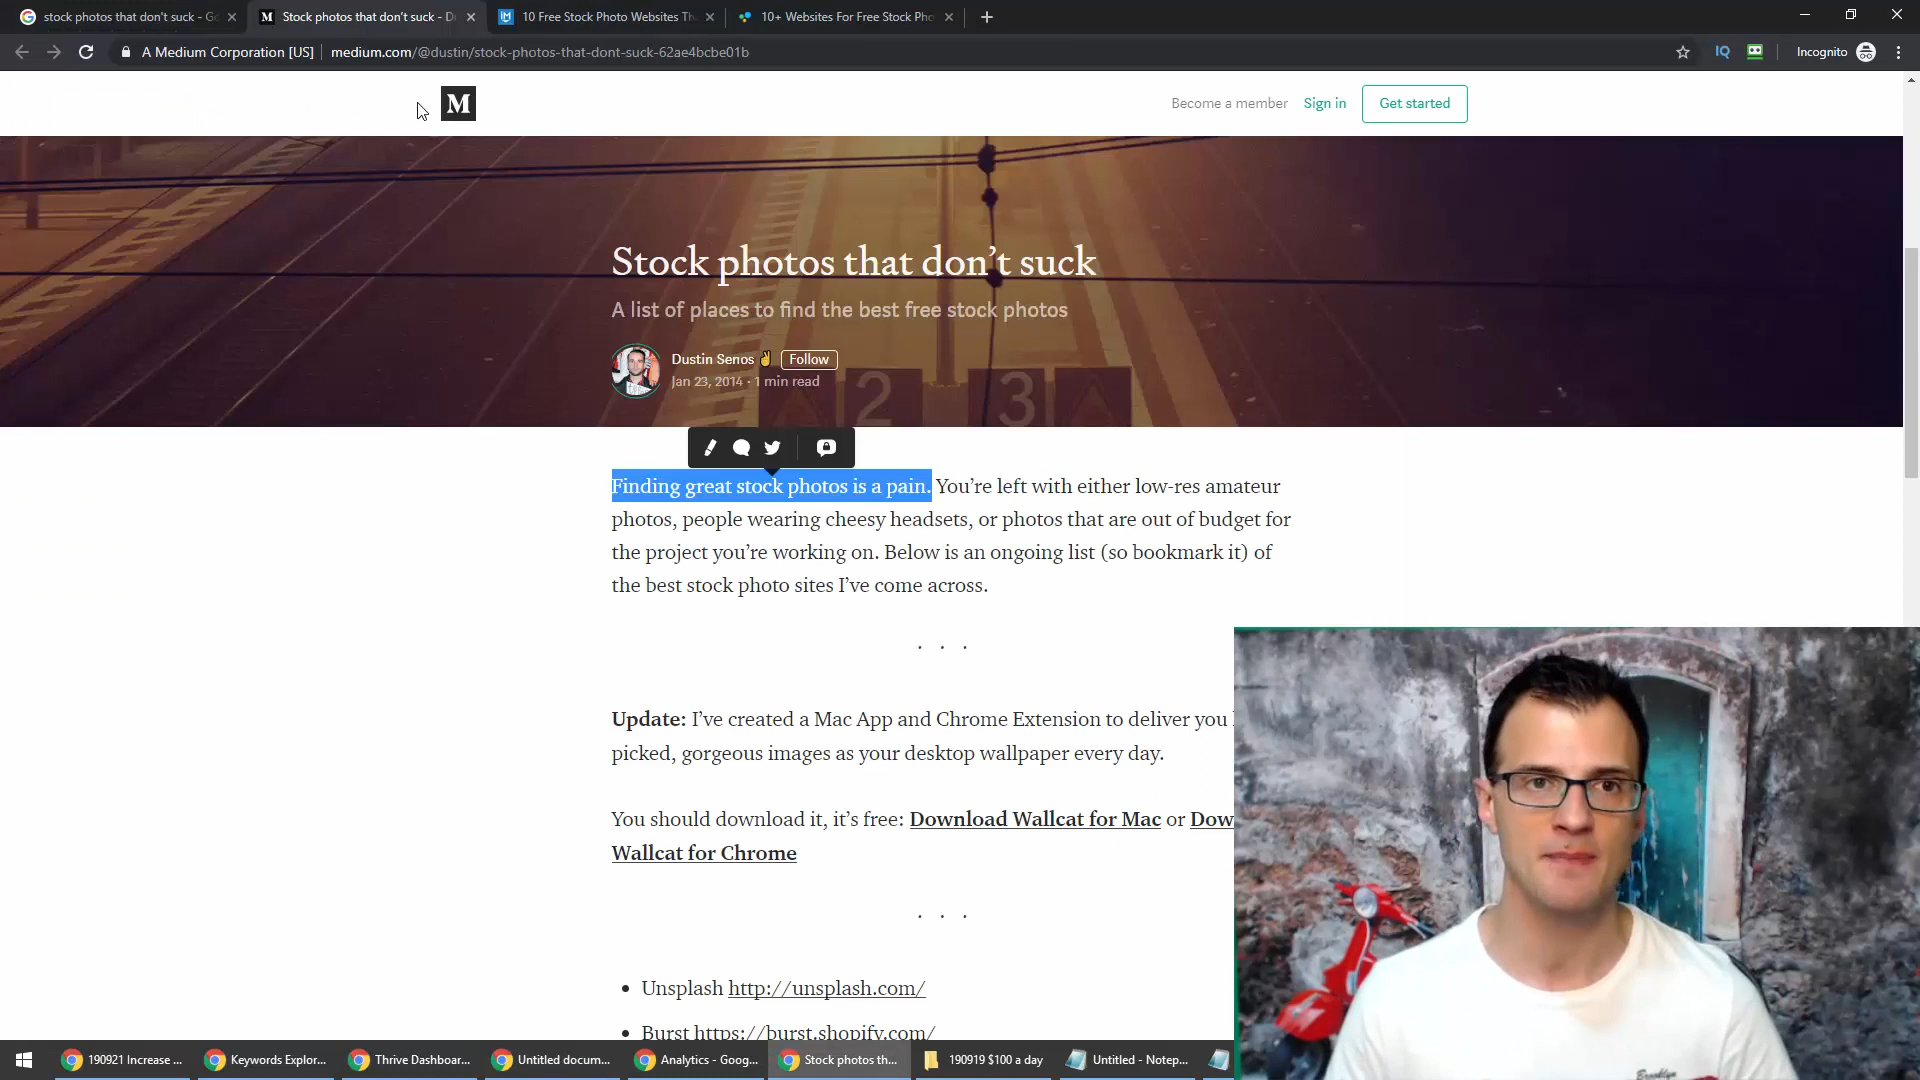 stock photos that don't suck - Go
Stock photos that don't suck - D
10 Free Stock Photo Websites Th
10+ Websites For Free Stock Pho
A Medium Corporation [US]
medium.com/@dustin/stock-photos-that-dont-suck-62ae4bcbe01b
IQ
Incognito
M
Become a member
Sign in
Get started
Stock photos that don't suck
A list of places to find the best free stock photos
Dustin Senos ✌
Follow
Jan 23, 2014 · 1 min read
2
3
Finding great stock photos is a pain. You're left with either low-res amateur
photos, people wearing cheesy headsets, or photos that are out of budget for
the project you're working on. Below is an ongoing list (so bookmark it) of
the best stock photo sites I've come across.
. . .
Update: I've created a Mac App and Chrome Extension to deliver you
picked, gorgeous images as your desktop wallpaper every day.
You should download it, it's free: Download Wallcat for Mac or Dow
Wallcat for Chrome
. . .
• Unsplash http://unsplash.com/
• Burst https://burst.shopify.com/
190921 Increase ...
Keywords Explor...
Thrive Dashboar...
Untitled docum...
Analytics - Goog...
Stock photos th...
190919 $100 a day
Untitled - Notep...
Brooklyn